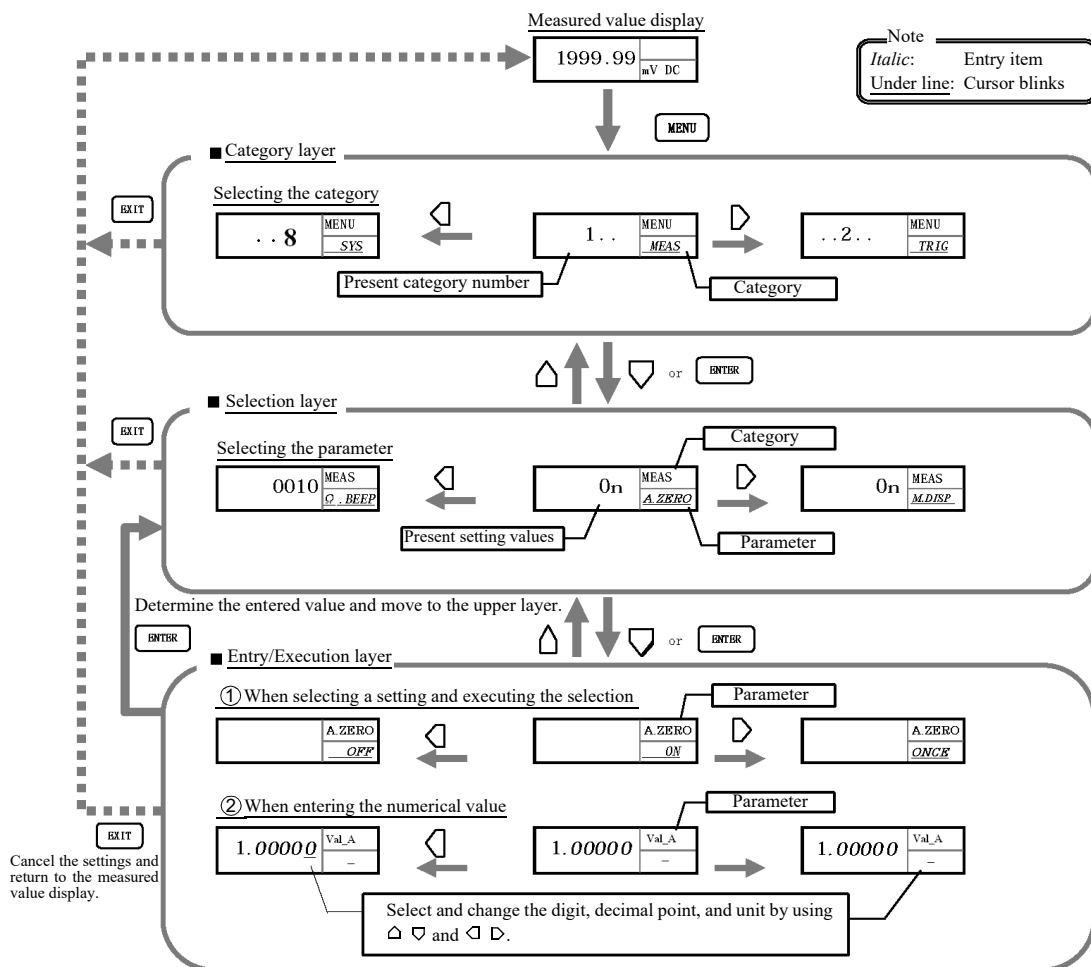 Measured value display
1999.99
mV DC
Note
Italic: Entry item
Under line: Cursor blinks
MENU
■ Category layer
EXIT
Selecting the category
..8 MENU SYS
1.. MENU MEAS
..2.. MENU TRIG
Present category number
Category
or ENTER
■ Selection layer
EXIT
Selecting the parameter
Category
0010 MEAS Ω.BEEP
0n MEAS A.ZERO
0n MEAS M.DISP
Present setting values
Parameter
Determine the entered value and move to the upper layer.
ENTER
or ENTER
■ Entry/Execution layer
① When selecting a setting and executing the selection
Parameter
A.ZERO OFF
A.ZERO ON
A.ZERO ONCE
② When entering the numerical value
Parameter
EXIT
1.00000 Val_A –
1.00000 Val_A –
1.00000 Val_A –
Cancel the settings and
return to the measured
value display.
Select and change the digit, decimal point, and unit by using
and .